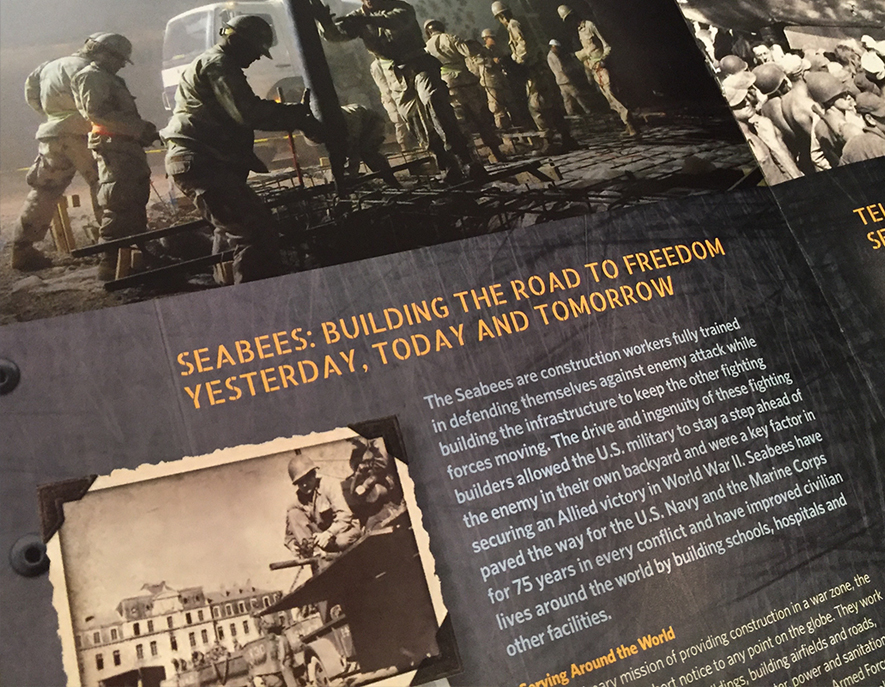 SEABEES: BUILDING THE ROAD TO FREEDOM
YESTERDAY, TODAY AND TOMORROW
The Seabees are construction workers fully trained
in defending themselves against enemy attack while
building the infrastructure to keep the other fighting
forces moving. The drive and ingenuity of these fighting
builders allowed the U.S. military to stay a step ahead of
the enemy in their own backyard and were a key factor in
securing an Allied victory in World War II. Seabees have
paved the way for the U.S. Navy and the Marine Corps
for 75 years in every conflict and have improved civilian
lives around the world by building schools, hospitals and
other facilities.
Serving Around the World
mission of providing construction in a war zone, the
notice to any point on the globe. They work
building airfields and roads,
power and sanitation
Armed Forc
TE
SE